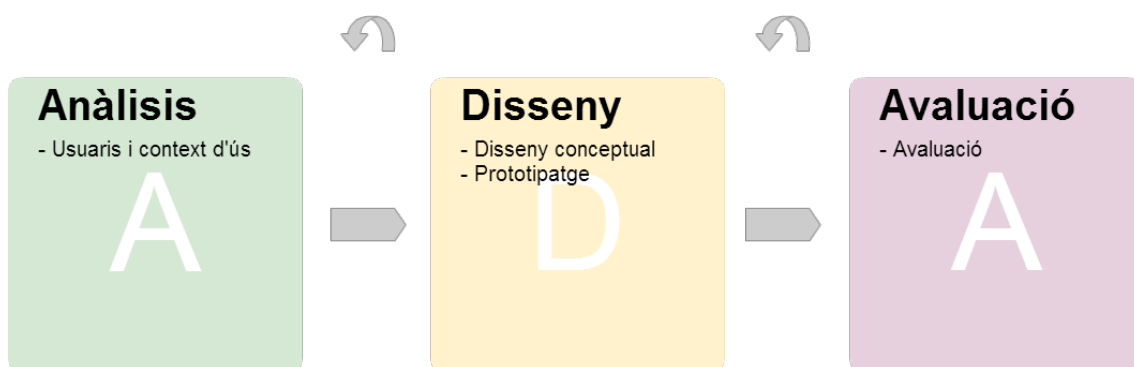 Anàlisis
- Usuaris i context d'ús
A
Disseny
- Disseny conceptual
- Prototipatge
D
Avaluació
- Avaluació
A